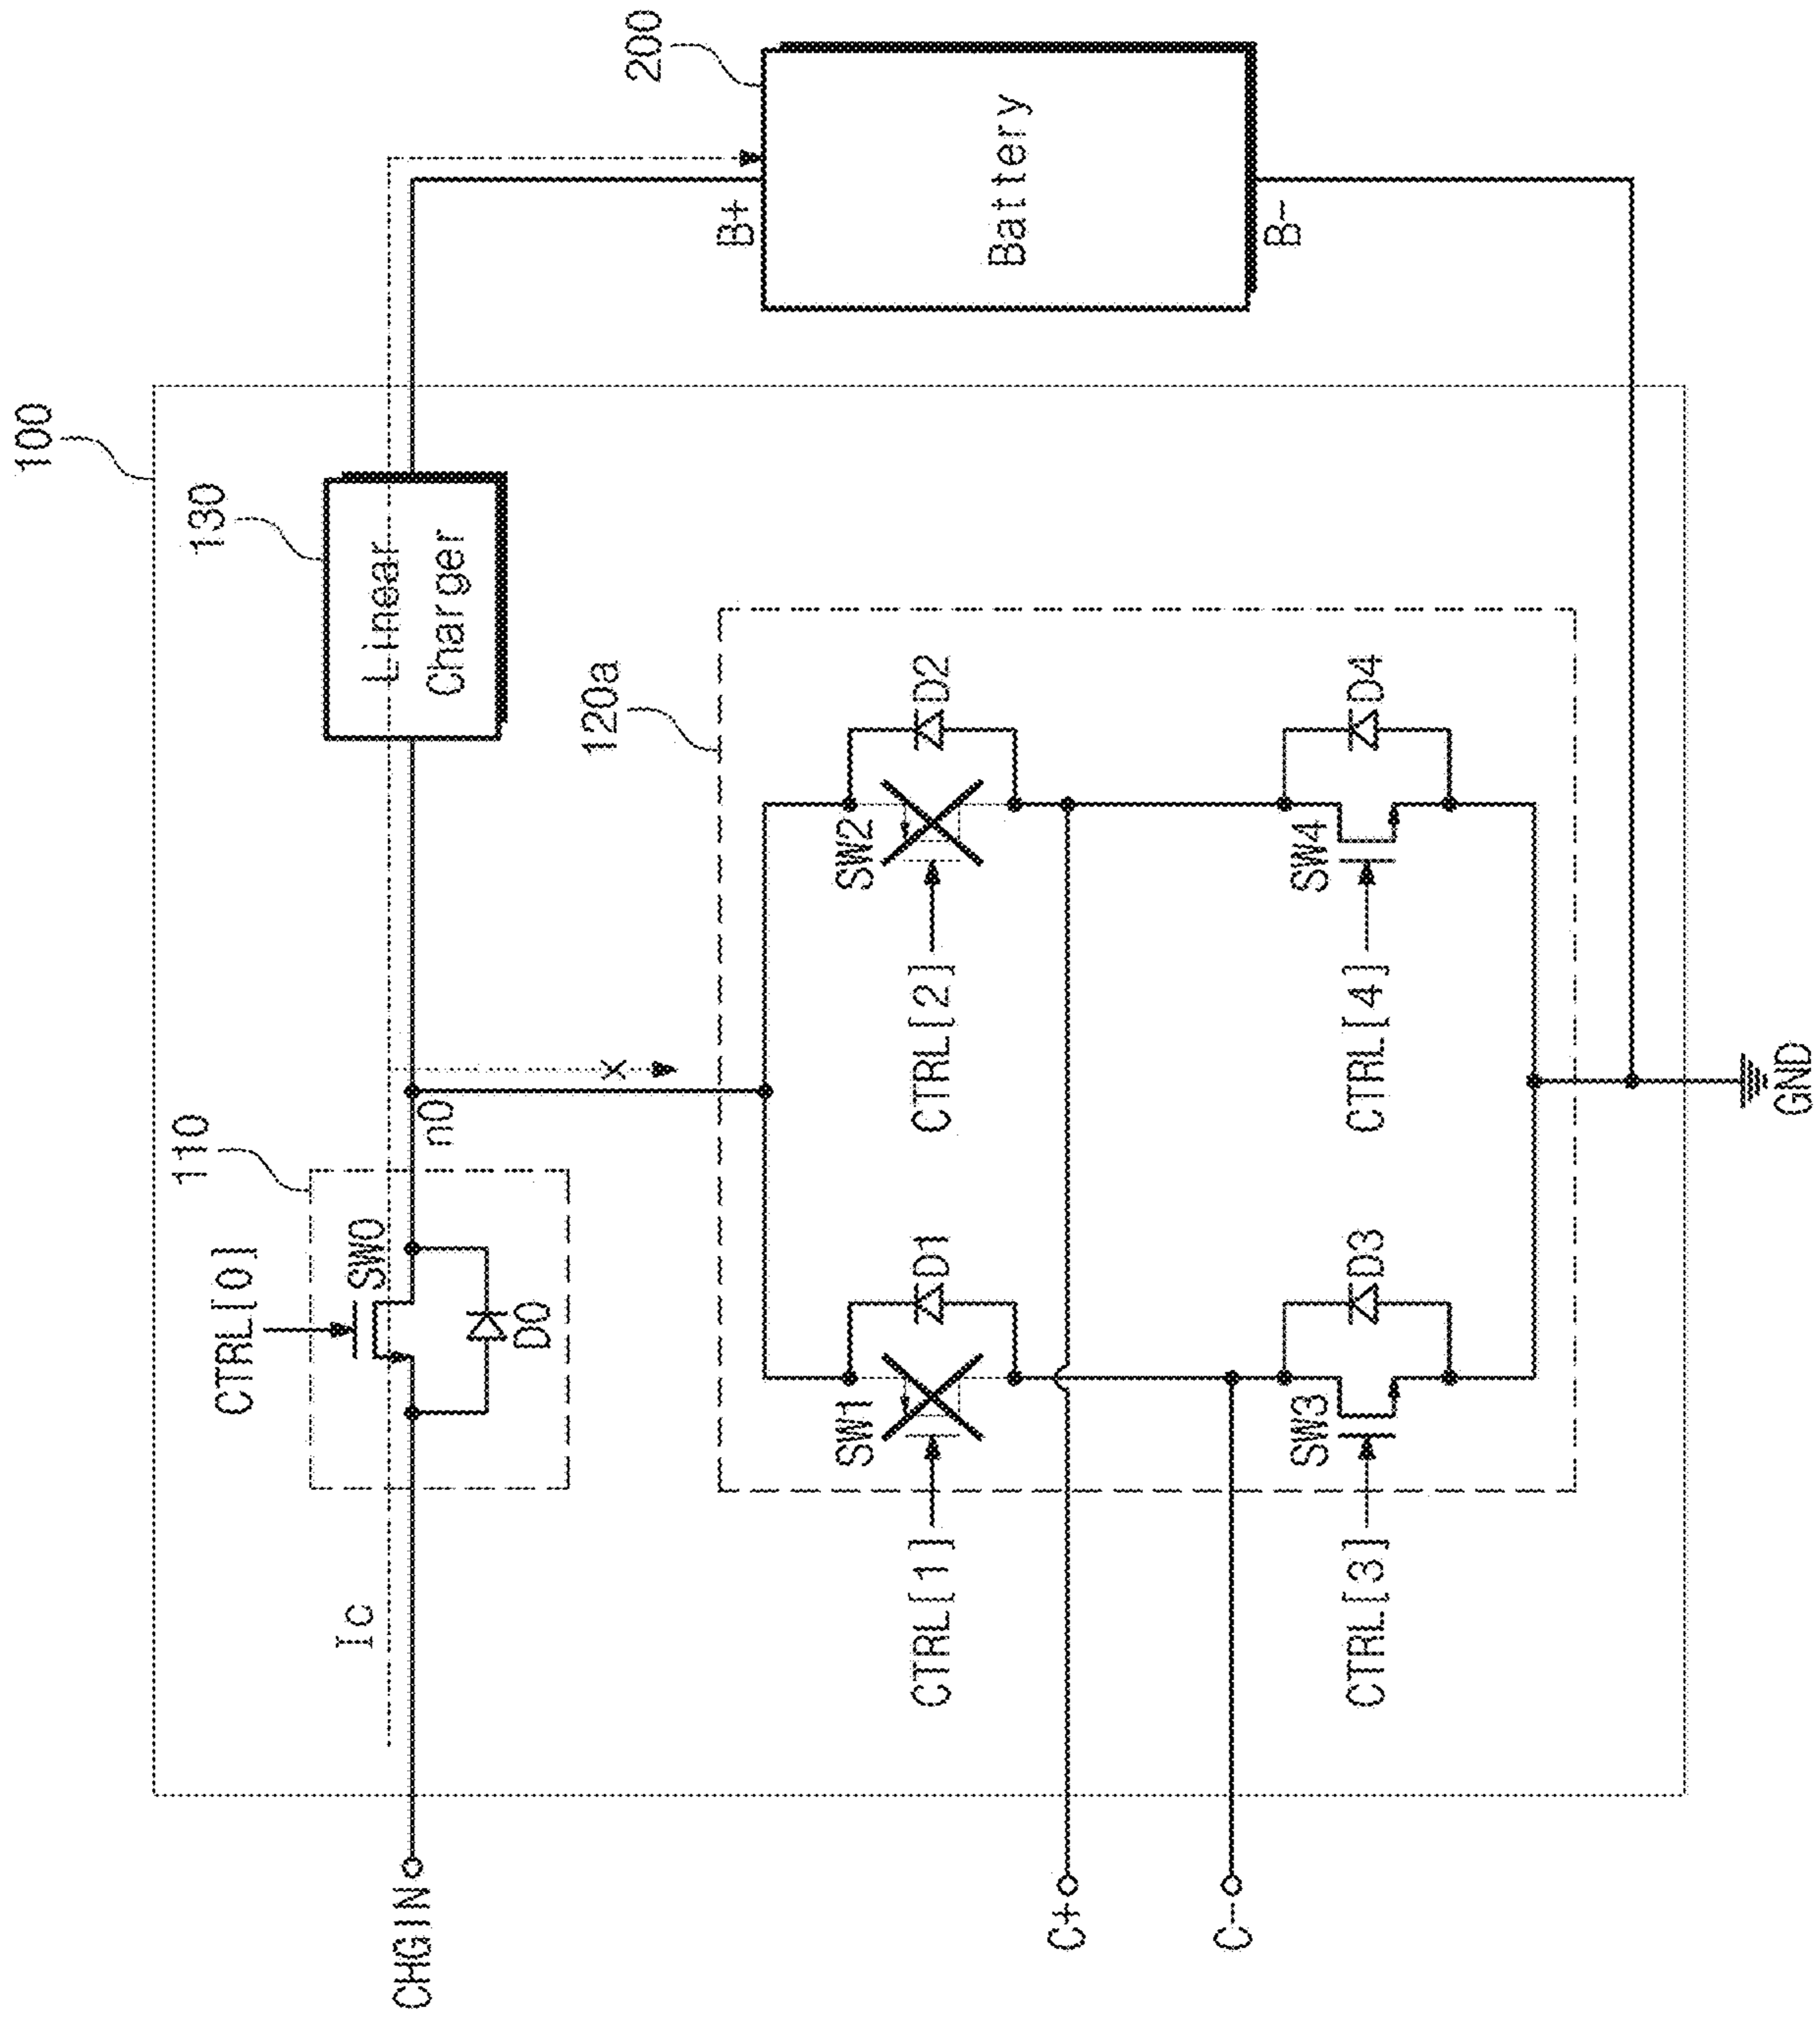 100
200
130
110
120a
CTRL[0]
SW0
D0
Ic
n0
CHGIN
Linear
Charger
B+
Battery
B-
SW1
D1
CTRL[1]
SW2
D2
CTRL[2]
C+
C-
SW3
D3
CTRL[3]
SW4
D4
CTRL[4]
GND